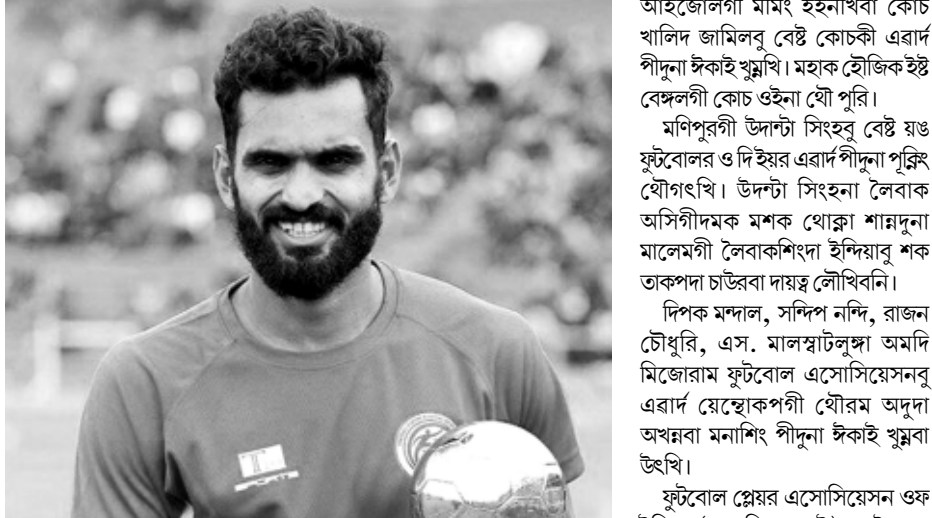 আইজোলগী মমিং হইনখিবা কোচ
খালিদ জামিলবু বেষ্ট কোচকী এৱার্দ
পীদুনা ঈকাই খুম্নখি। মহাক হৌজিক ইষ্ট
বেঙ্গলগী কোচ ওইনা থৌ পুরি।
মণিপুরগী উদান্টা সিংহবু বেষ্ট য়ঙ
ফুটবোলর ও দি ইয়র এৱার্দ পীদুনা পূক্নিং
থৌগৎখি। উদন্টা সিংহনা লৈবাক
অসিগীদমক মশক থোক্না শান্নদুনা
মালেমগী লৈবাকশিংদা ইন্দিয়াবু শক
তাকপদা চাউরবা দায়ত্ব লৌখিবনি।
দিপক মন্দাল, সন্দিপ নন্দি, রাজন
চৌধুরি, এস. মালস্বাটলুঙ্গা অমদি
মিজোরাম ফুটবোল এসোসিয়েসনবু
এৱার্দ য়েন্থোকপগী থৌরম অদুদা
অখন্নবা মনাশিং পীদুনা ঈকাই খুম্নবা
উৎখি।
ফুটবোল প্লেয়র এসোসিয়েসন ওফ